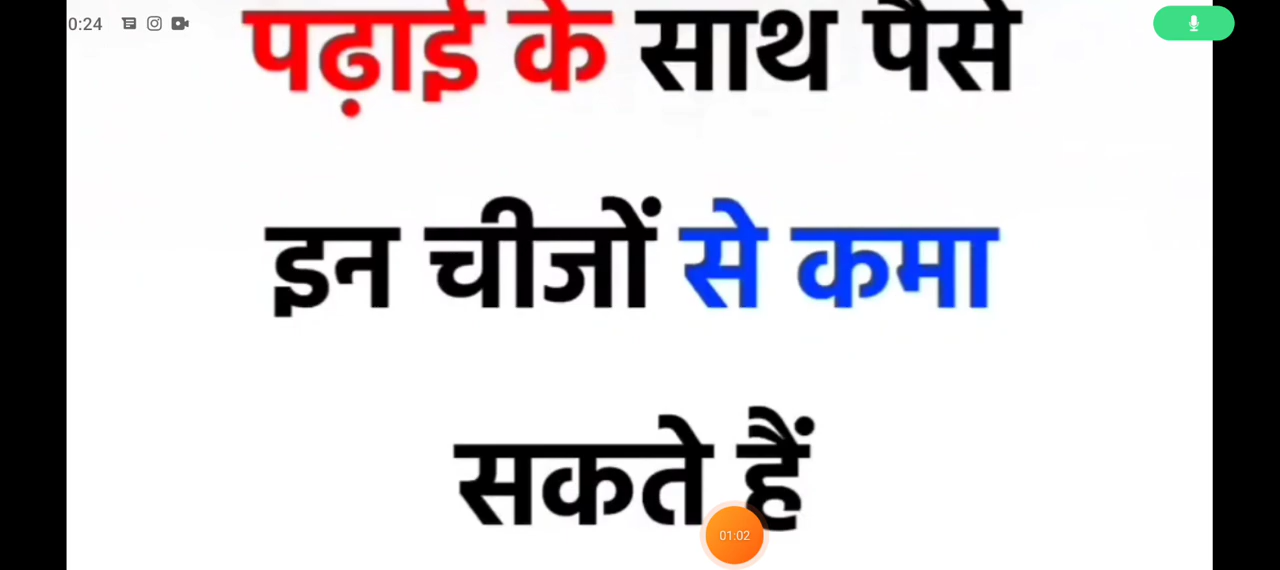 0:24
पढ़ाई के साथ पैसे
इन चीजों से कमा
सकते हैं
01:02